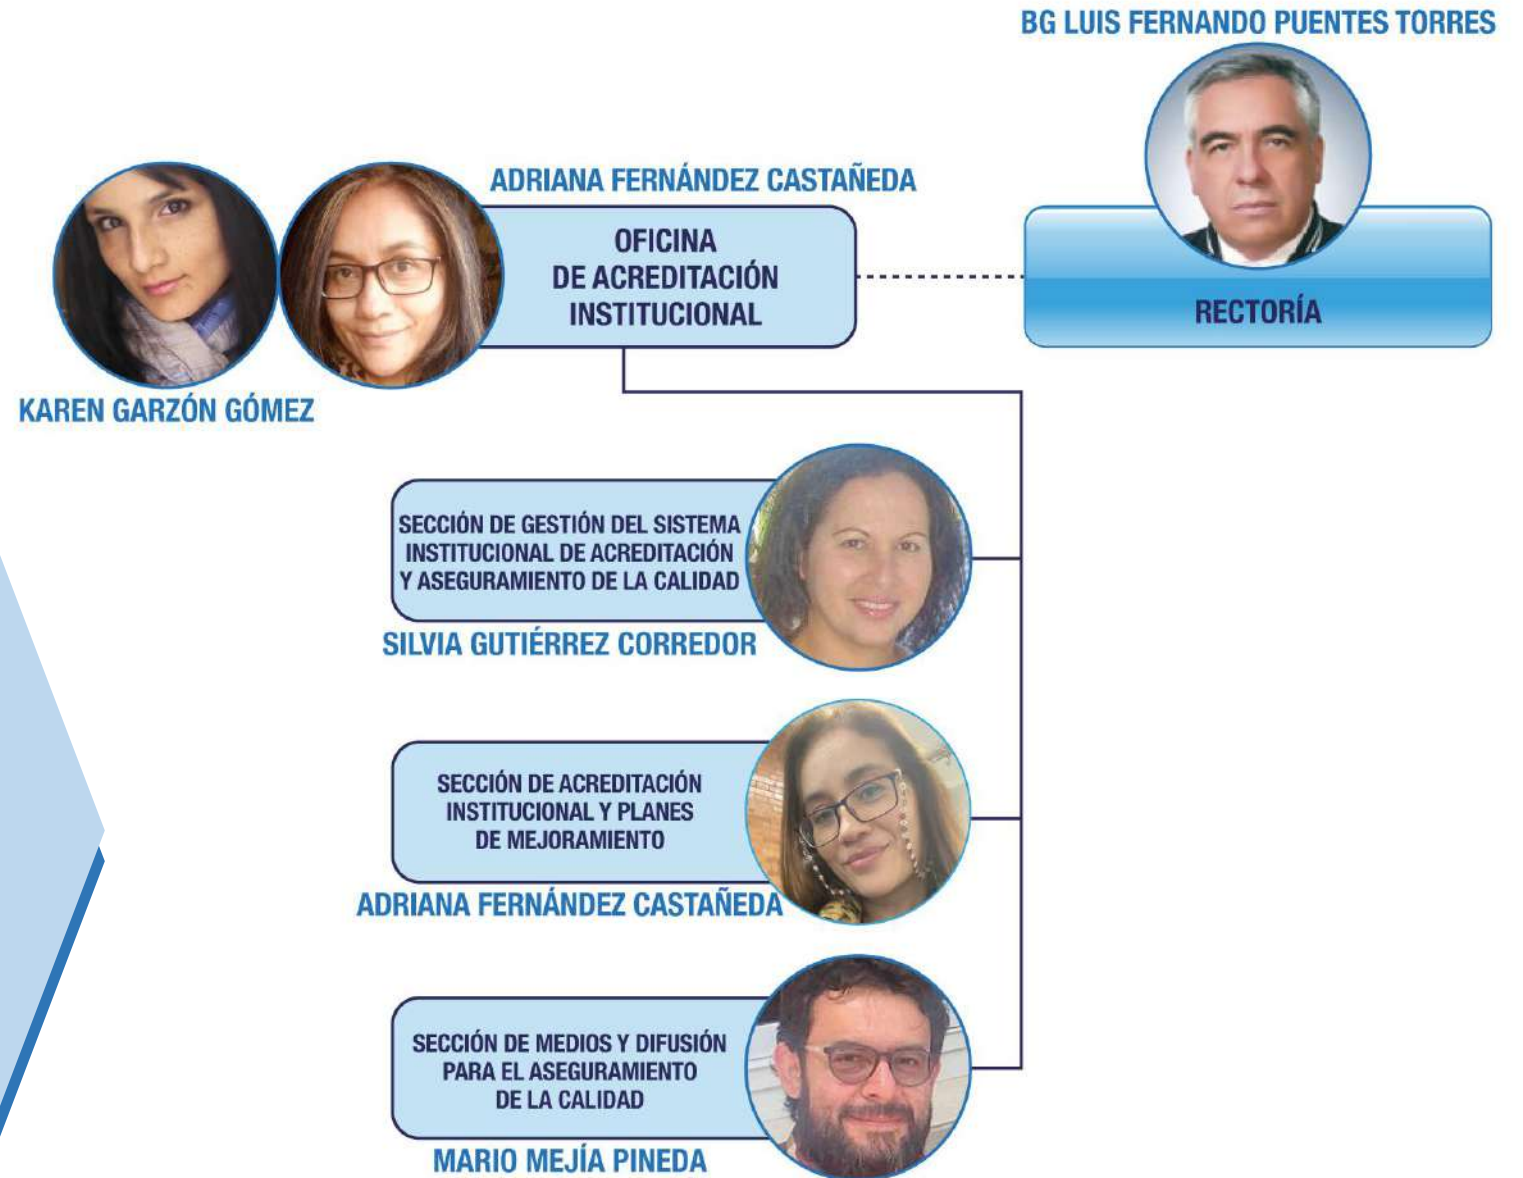 BG LUIS FERNANDO PUENTES TORRES
ADRIANA FERNÁNDEZ CASTAÑEDA
OFICINA
DE ACREDITACIÓN
INSTITUCIONAL
RECTORÍA
KAREN GARZÓN GÓMEZ
SECCIÓN DE GESTIÓN DEL SISTEMA
INSTITUCIONAL DE ACREDITACIÓN
Y ASEGURAMIENTO DE LA CALIDAD
SILVIA GUTIÉRREZ CORREDOR
SECCIÓN DE ACREDITACIÓN
INSTITUCIONAL Y PLANES
DE MEJORAMIENTO
ADRIANA FERNÁNDEZ CASTAÑEDA
SECCIÓN DE MEDIOS Y DIFUSIÓN
PARA EL ASEGURAMIENTO
DE LA CALIDAD
MARIO MEJÍA PINEDA